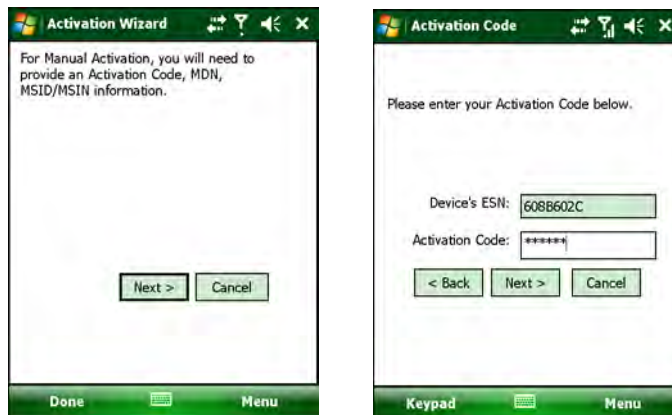 Activation Wizard
For Manual Activation, you will need to
provide an Activation Code, MDN,
MSID/MSIN information.
Next >
Cancel
Done
Menu
Activation Code
Please enter your Activation Code below.
Device's ESN: 608B602C
Activation Code: ******
< Back
Next >
Cancel
Keypad
Menu